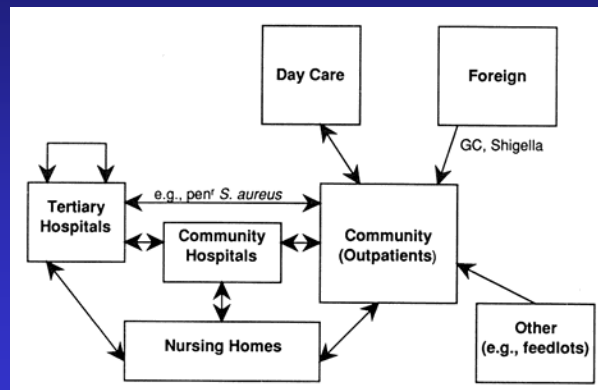 Day Care
Foreign
GC, Shigella
e.g., penʳ S. aureus
Tertiary
Hospitals
Community
Hospitals
Community
(Outpatients)
Nursing Homes
Other
(e.g., feedlots)